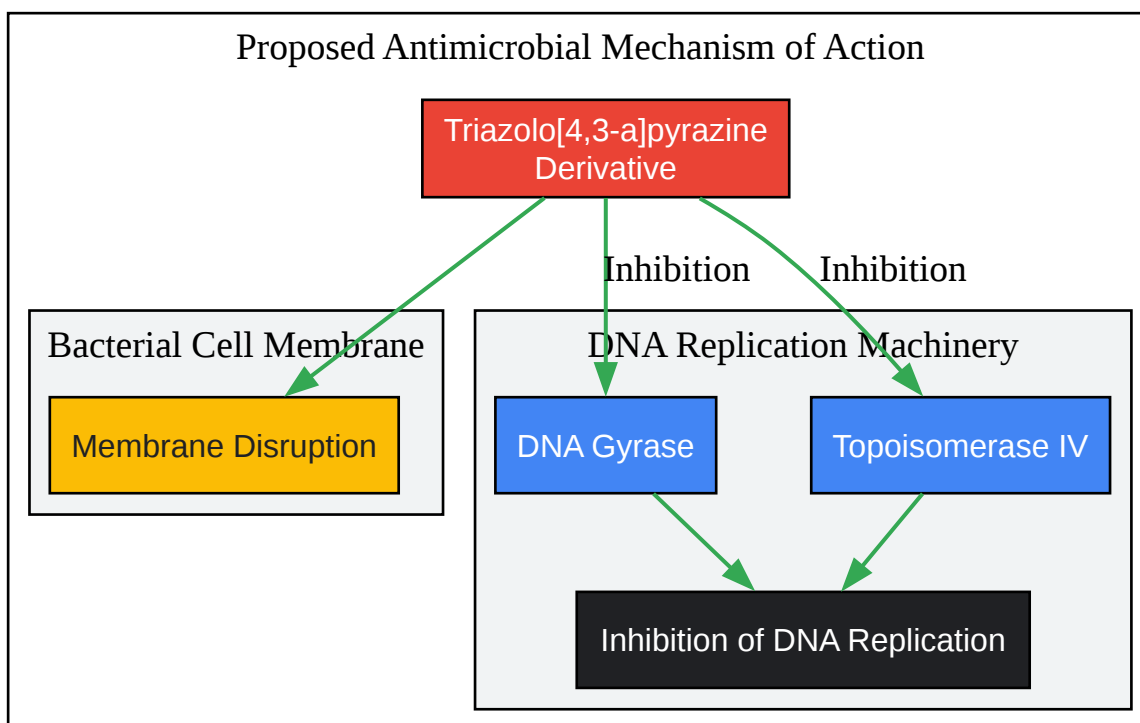 Proposed Antimicrobial Mechanism of Action
Triazolo[4,3-a]pyrazine
Derivative
Inhibition
Inhibition
Bacterial Cell Membrane
DNA Replication Machinery
Membrane Disruption
DNA Gyrase
Topoisomerase IV
Inhibition of DNA Replication